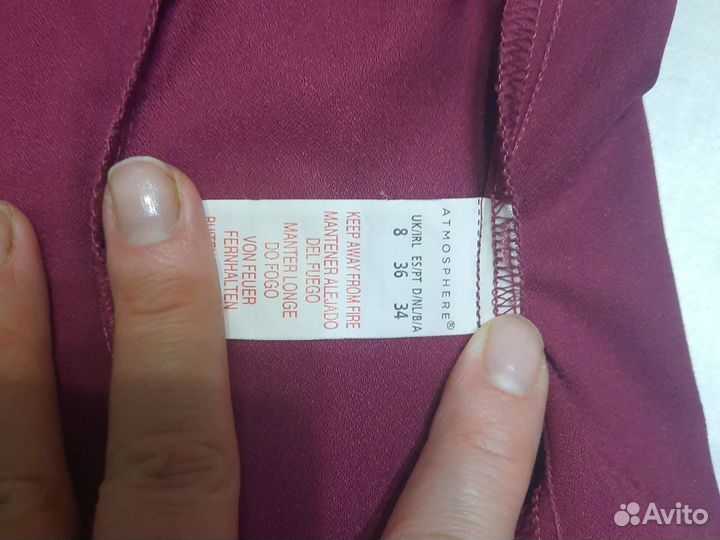 ATMOSPHERE®
UK/IRL ES/PT D/NL/B/A
8 36 34
KEEP AWAY FROM FIRE
MANTENER ALEJADO
DEL FUEGO
MANTER LONGE
DO FOGO
VON FEUER
FERNHALTEN
Avito